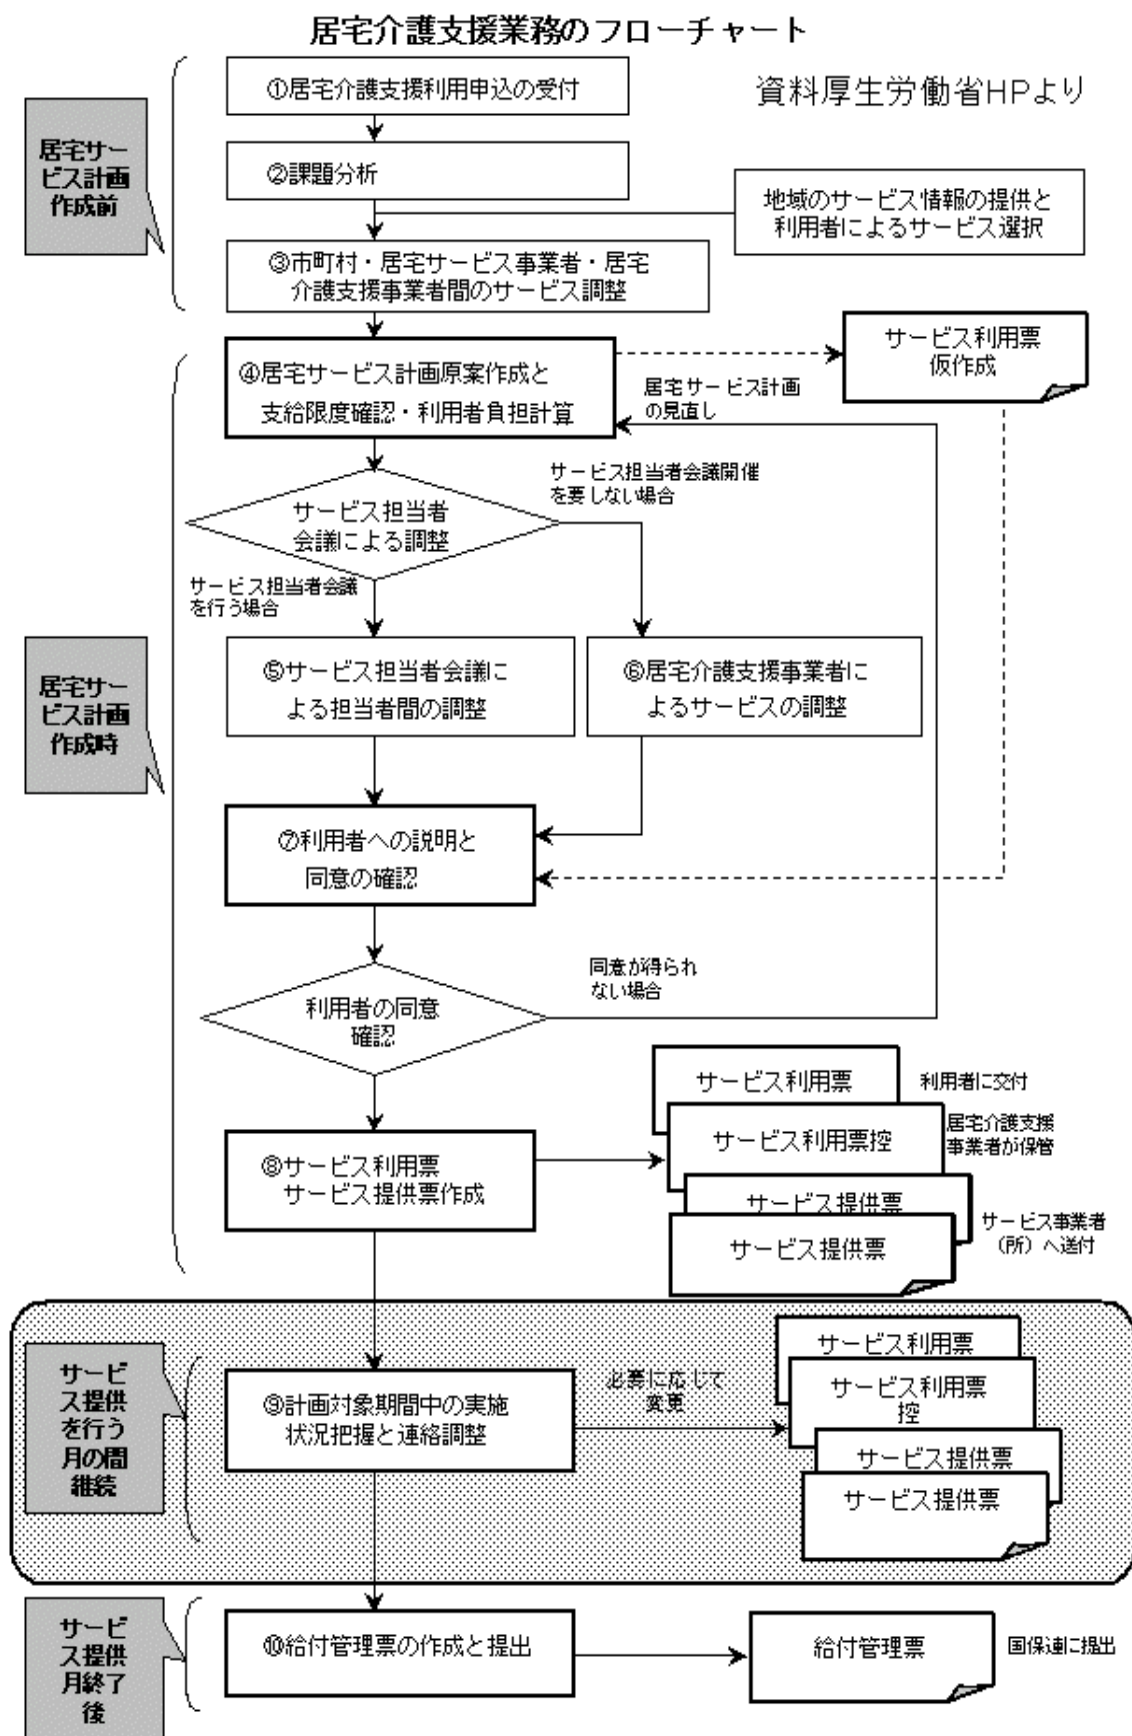 居宅介護支援業務のフローチャート
資料厚生労働省HPより
居宅サー
ビス計画
作成前
①居宅介護支援利用申込の受付
②課題分析
地域のサービス情報の提供と
利用者によるサービス選択
③市町村・居宅サービス事業者・居宅
介護支援事業者間のサービス調整
④居宅サービス計画原案作成と
支給限度確認・利用者負担計算
サービス利用票
仮作成
居宅サービス計画
の見直し
サービス担当者
会議による調整
サービス担当者会議開催
を要しない場合
サービス担当者会議
を行う場合
居宅サー
ビス計画
作成時
⑤サービス担当者会議に
よる担当者間の調整
⑥居宅介護支援事業者に
よるサービスの調整
⑦利用者への説明と
同意の確認
利用者の同意
確認
同意が得られ
ない場合
⑧サービス利用票
サービス提供票作成
サービス利用票
利用者に交付
サービス利用票控
居宅介護支援
事業者が保管
サービス提供票
サービス提供票
サービス事業者
（所）へ送付
サービ
ス提供
を行う
月の間
継続
⑨計画対象期間中の実施
状況把握と連絡調整
必要に応じて
変更
サービス利用票
サービス利用票
控
サービス提供票
サービス提供票
サービ
ス提供
月終了
後
⑩給付管理票の作成と提出
給付管理票
国保連に提出